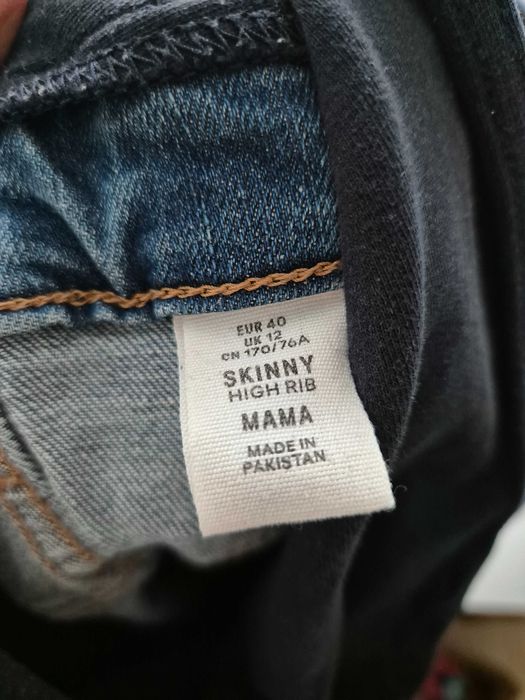 EUR 40
UK 12
CN 170/76A
SKINNY
HIGH RIB
MAMA
MADE IN
PAKISTAN